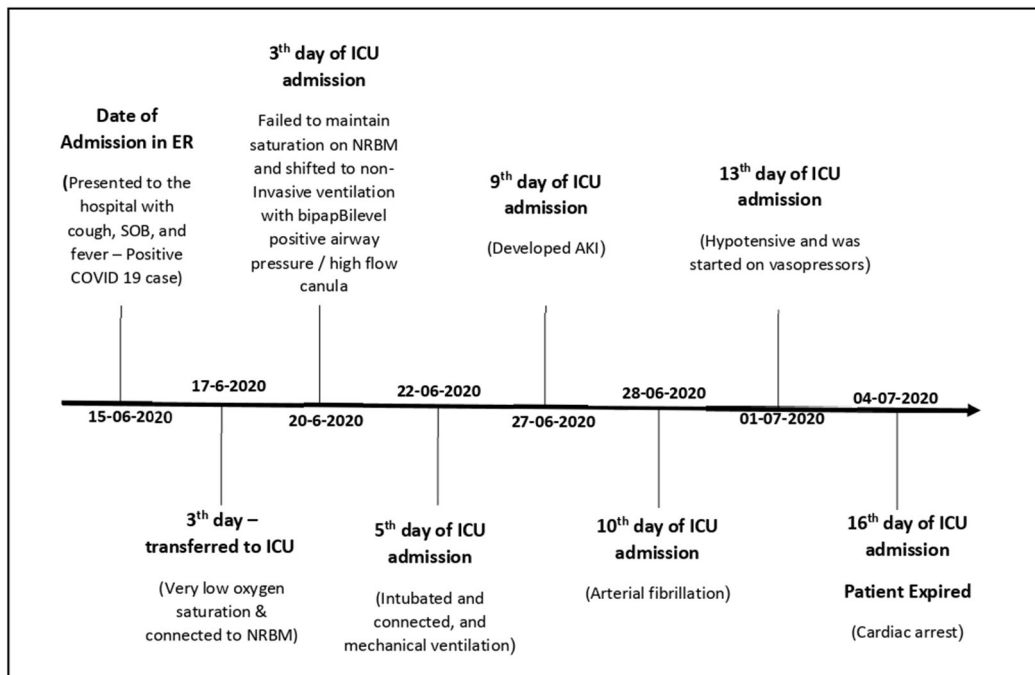 Date of
Admission in ER
(Presented to the
hospital with
cough, SOB, and
fever – Positive
COVID 19 case)
15-06-2020
17-6-2020
3th day –
transferred to ICU
(Very low oxygen
saturation &
connected to NRBM)
3th day of ICU
admission
Failed to maintain
saturation on NRBM
and shifted to non-
Invasive ventilation
with bipapBilevel
positive airway
pressure / high flow
canula
20-6-2020
22-06-2020
5th day of ICU
admission
(Intubated and
connected, and
mechanical ventilation)
9th day of ICU
admission
(Developed AKI)
27-06-2020
28-06-2020
10th day of ICU
admission
(Arterial fibrillation)
13th day of ICU
admission
(Hypotensive and was
started on vasopressors)
01-07-2020
04-07-2020
16th day of ICU
admission
Patient Expired
(Cardiac arrest)